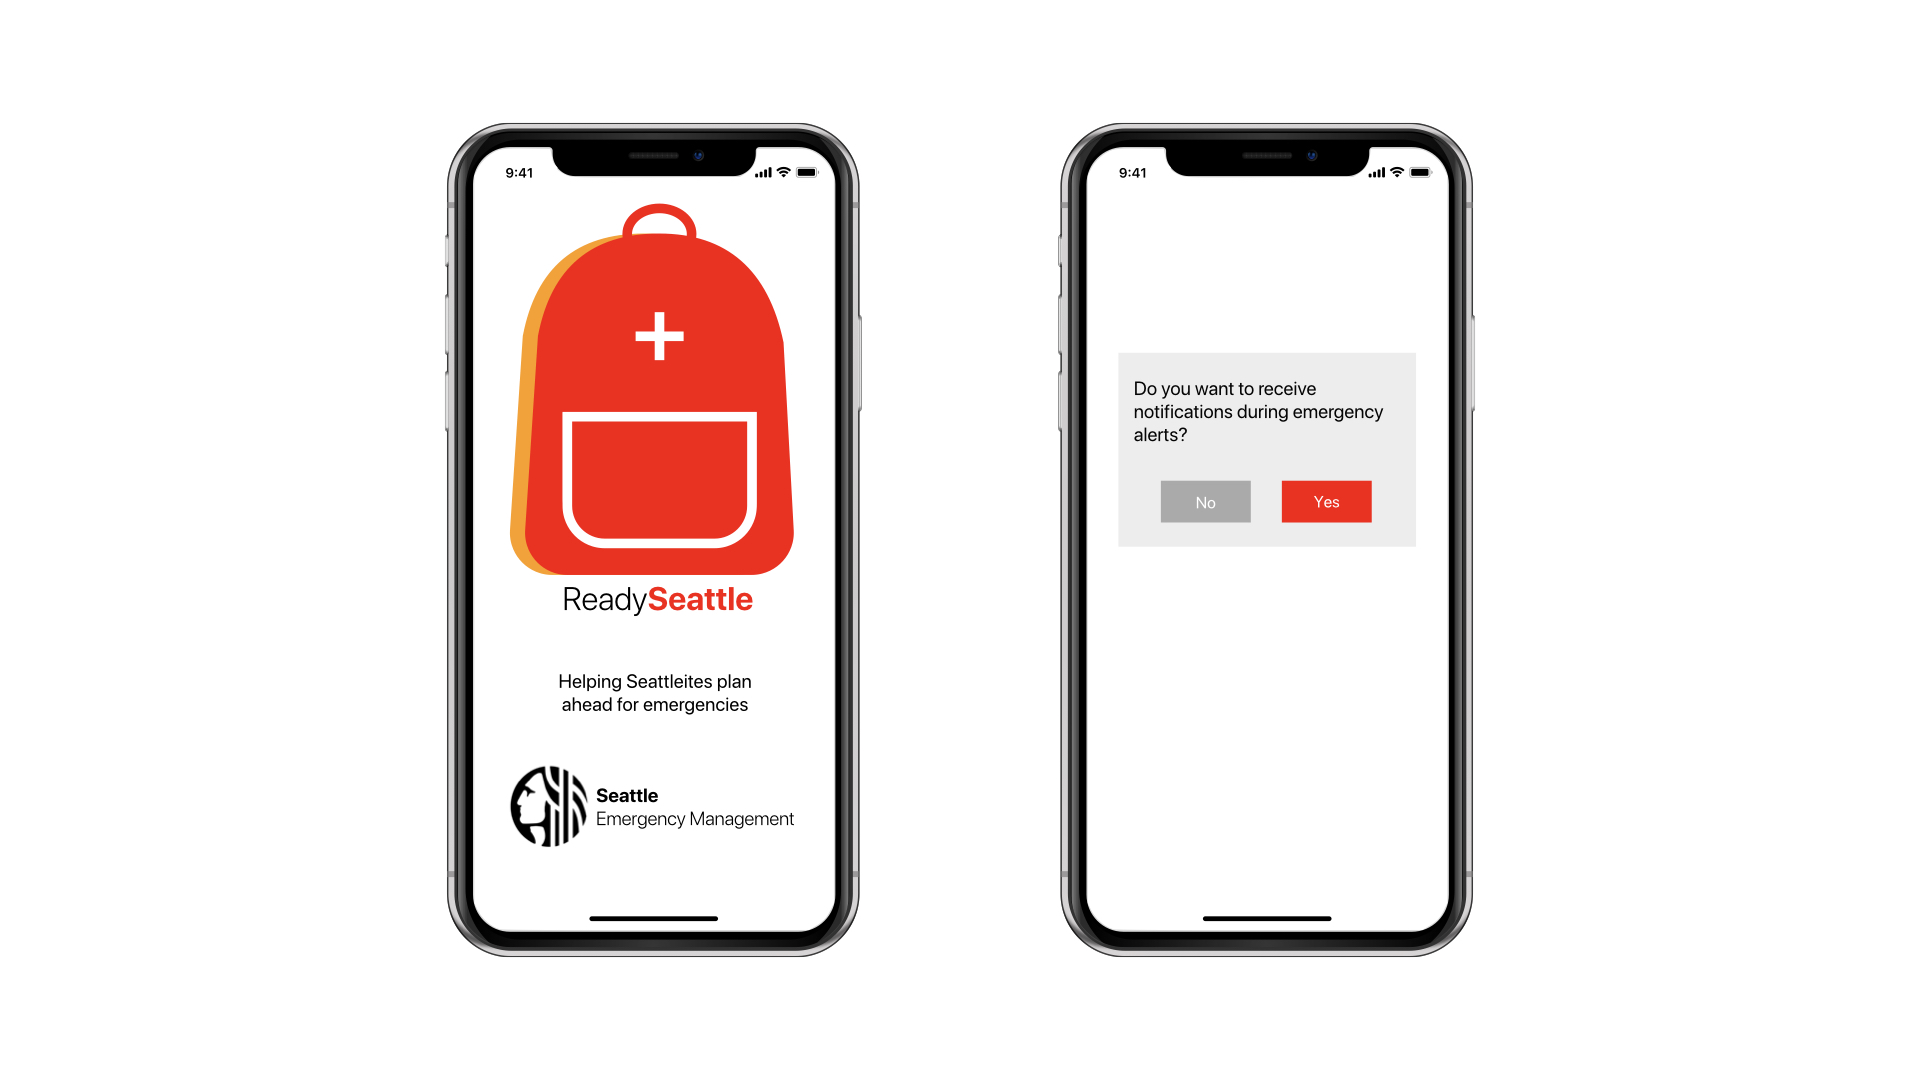 9:41
ReadySeattle
Helping Seattleites plan
ahead for emergencies
Seattle
Emergency Management
9:41
Do you want to receive
notifications during emergency
alerts?
No
Yes